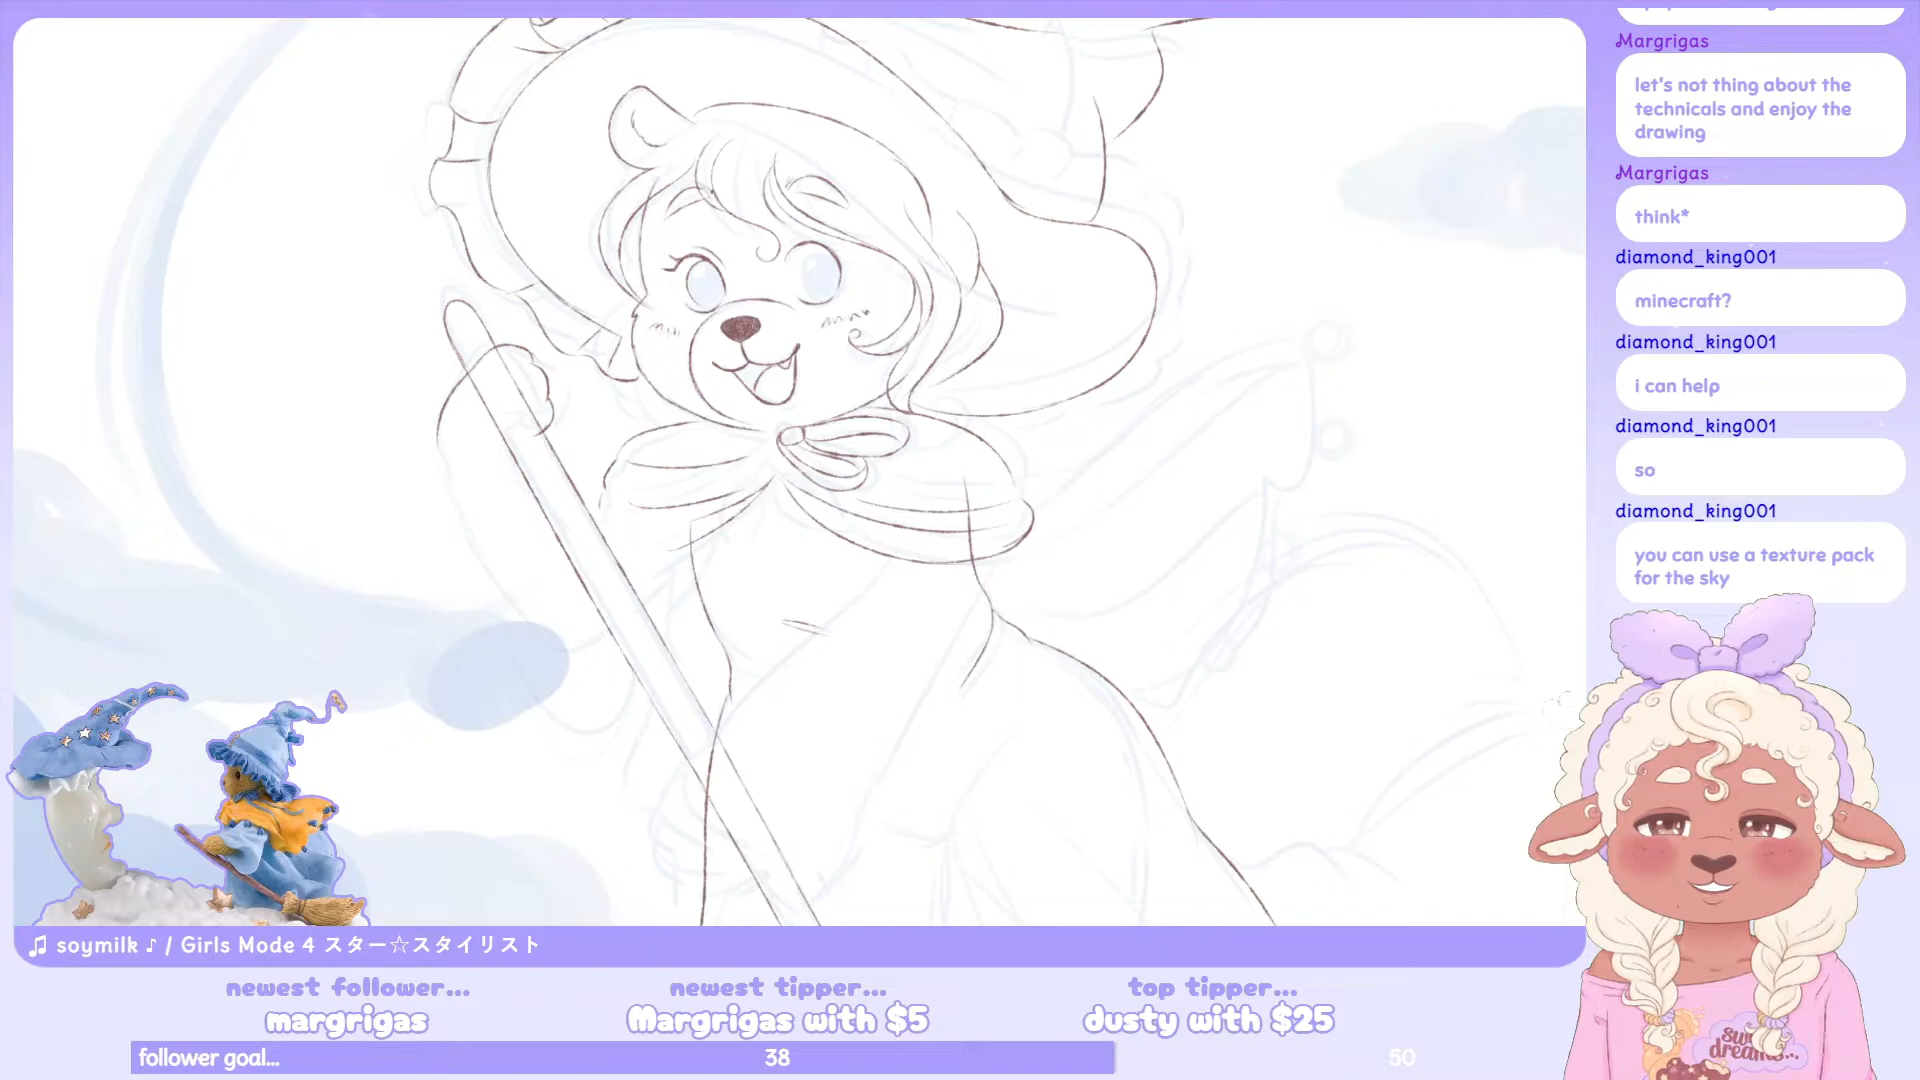 Margrigas
let's not thing about the
technicals and enjoy the
drawing
Margrigas
think*
diamond_king001
minecraft?
diamond_king001
i can help
diamond_king001
so
diamond_king001
you can use a texture pack
for the sky
♫ soymilk ♪ / Girls Mode 4 スター☆スタイリスト
newest follower...
margrigas
newest tipper...
Margrigas with $5
top tipper...
dusty with $25
follower goal...
38
50
dreams...